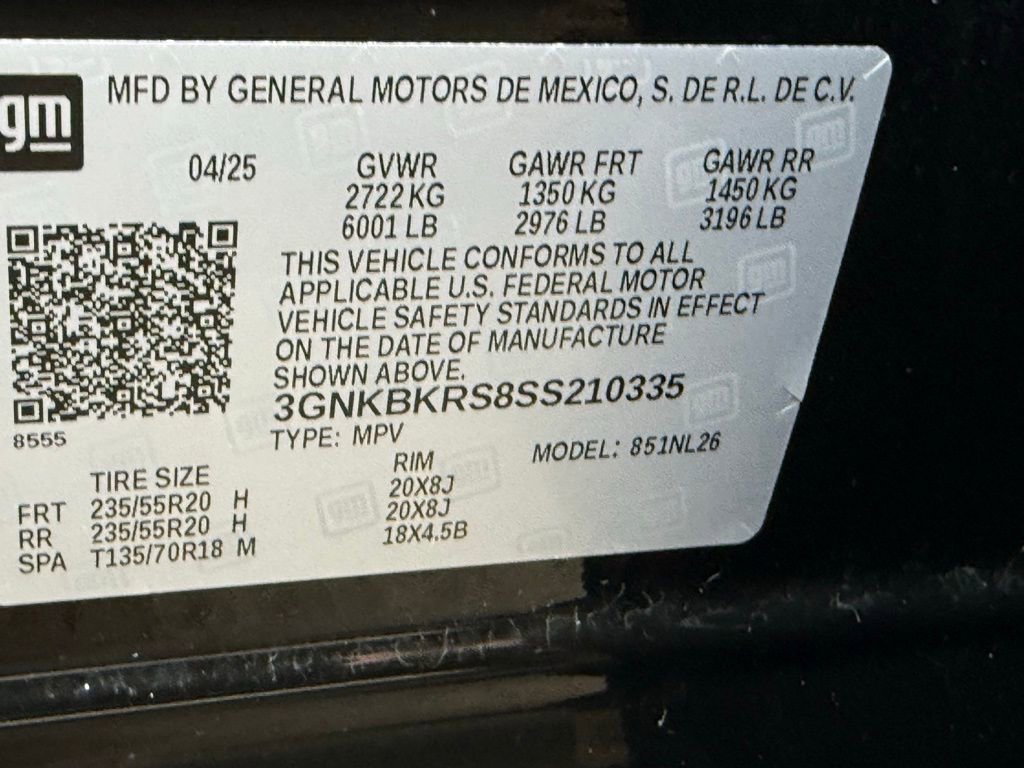 gm
MFD BY GENERAL MOTORS DE MEXICO, S. DE R.L. DE C.V.
04/25 GVWR GAWR FRT GAWR RR
2722 KG 1350 KG 1450 KG
6001 LB 2976 LB 3196 LB
THIS VEHICLE CONFORMS TO ALL
APPLICABLE U.S. FEDERAL MOTOR
VEHICLE SAFETY STANDARDS IN EFFECT
ON THE DATE OF MANUFACTURE
SHOWN ABOVE.
3GNKBKRS8SS210335
8555
TYPE: MPV MODEL: 851NL26
TIRE SIZE RIM
FRT 235/55R20 H 20X8J
RR 235/55R20 H 20X8J
SPA T135/70R18 M 18X4.5B